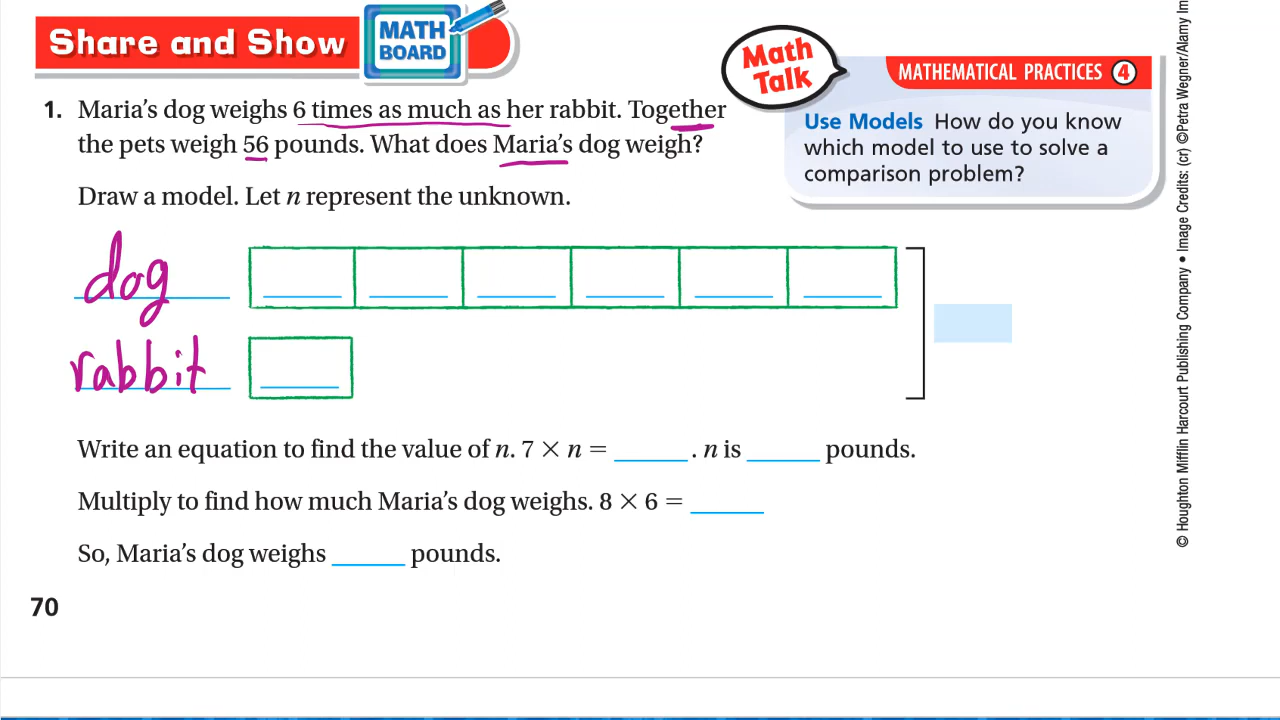 Share and Show
MATH
BOARD
Math
Talk
MATHEMATICAL PRACTICES 4
Use Models How do you know
which model to use to solve a
comparison problem?
1. Maria's dog weighs 6 times as much as her rabbit. Together
the pets weigh 56 pounds. What does Maria's dog weigh?
Draw a model. Let n represent the unknown.
dog
rabbit
Write an equation to find the value of n. 7 × n = ______ . n is ______ pounds.
Multiply to find how much Maria's dog weighs. 8 × 6 = ______
So, Maria's dog weighs ______ pounds.
70
© Houghton Mifflin Harcourt Publishing Company • Image Credits: (cr) ©Petra Wegner/Alamy Im